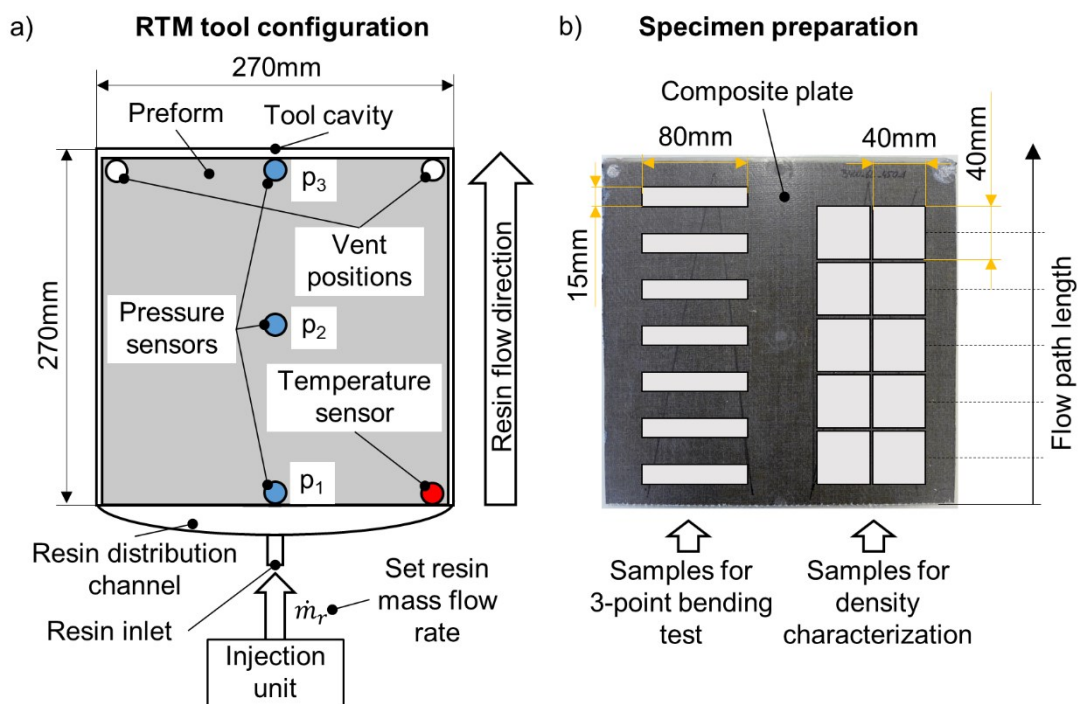 a)
RTM tool configuration
270mm
Preform
Tool cavity
p3
Vent
positions
Pressure
sensors
p2
270mm
Temperature
sensor
p1
Resin flow direction
Resin distribution
channel
Resin inlet
ṁr
Set resin
mass flow
rate
Injection
unit
b)
Specimen preparation
Composite plate
80mm
40mm
40mm
15mm
Flow path length
Samples for
3-point bending
test
Samples for
density
characterization